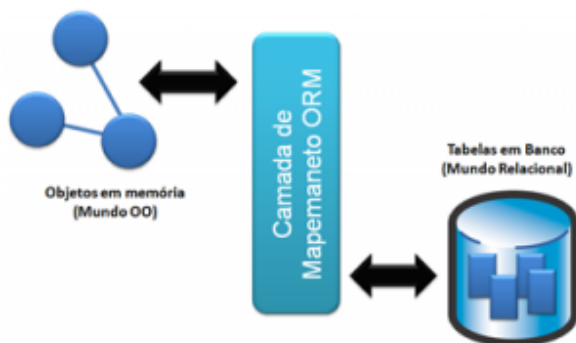 Objetos em memória
(Mundo OO)
Camada de
Mapemaneto ORM
Tabelas em Banco
(Mundo Relacional)